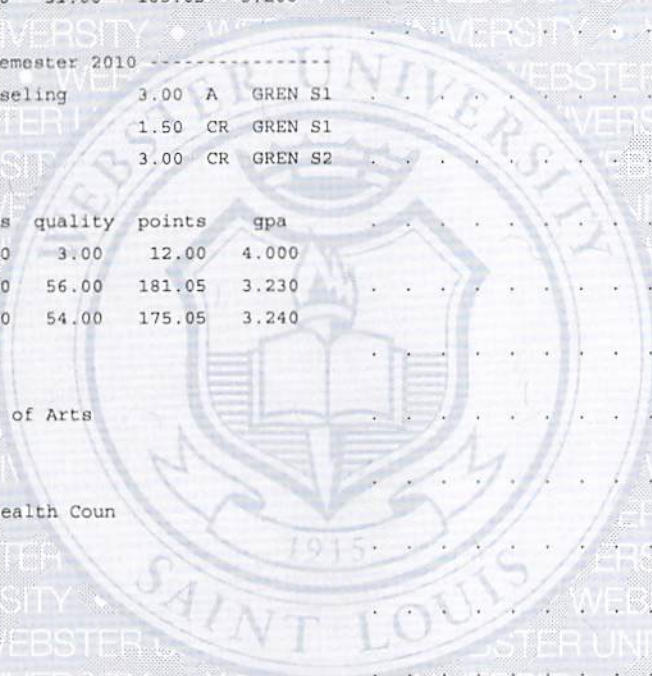 emester 2010 ----------------
seling 3.00 A GREN S1
1.50 CR GREN S1
3.00 CR GREN S2
s quality points gpa
0 3.00 12.00 4.000
0 56.00 181.05 3.230
0 54.00 175.05 3.240
of Arts
ealth Coun
WEBSTER UNIVERSITY
1915
SAINT LOUIS